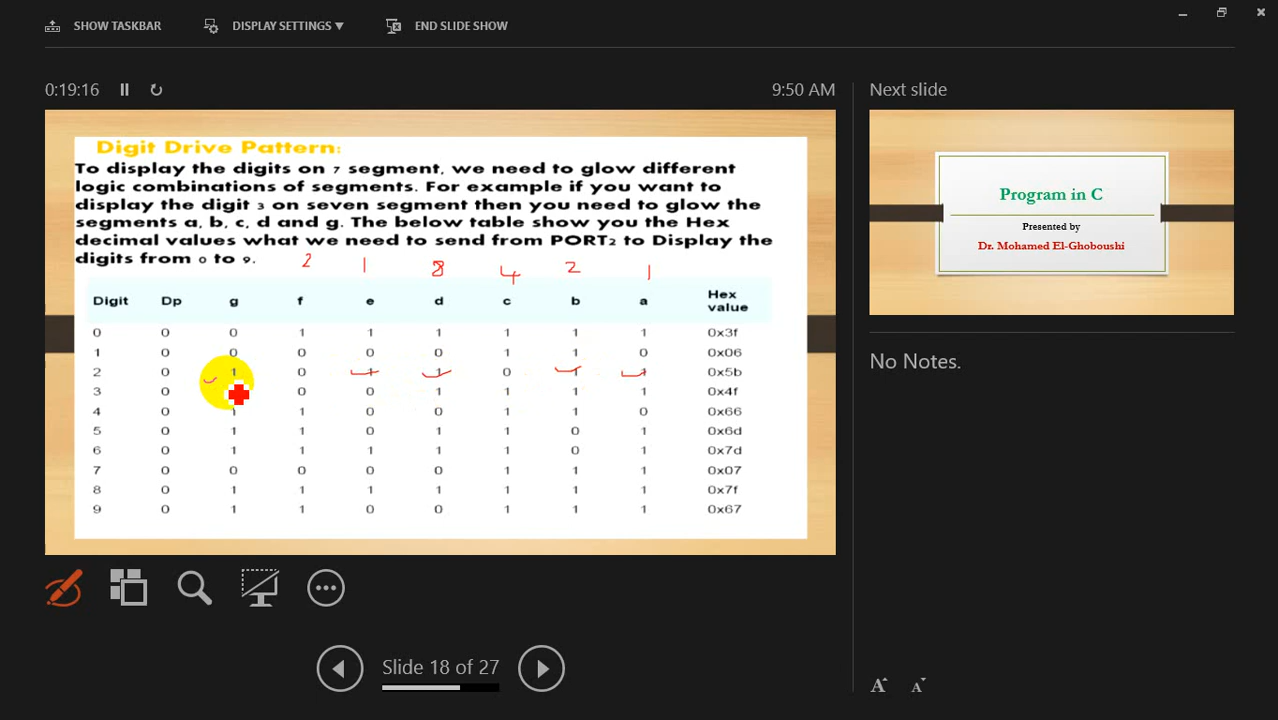 SHOW TASKBAR DISPLAY SETTINGS ▼ END SLIDE SHOW
0:19:16 9:50 AM
Digit Drive Pattern:
To display the digits on 7 segment, we need to glow different
logic combinations of segments. For example if you want to
display the digit 3 on seven segment then you need to glow the
segments a, b, c, d and g. The below table show you the Hex
decimal values what we need to send from PORT2 to Display the
digits from 0 to 9.
2 1 8 4 2 1
Digit Dp g f e d c b a Hex value
0 0 0 1 1 1 1 1 1 0x3f
1 0 0 0 0 0 1 1 0 0x06
2 0 1 0 1 1 0 1 1 0x5b
3 0 0 0 1 1 1 1 0x4f
4 0 1 1 0 0 1 1 0 0x66
5 0 1 1 0 1 1 0 1 0x6d
6 0 1 1 1 1 1 0 1 0x7d
7 0 0 0 0 0 1 1 1 0x07
8 0 1 1 1 1 1 1 1 0x7f
9 0 1 1 0 0 1 1 1 0x67
Slide 18 of 27
Next slide
Program in C
Presented by
Dr. Mohamed El-Ghoboushi
No Notes.
A A